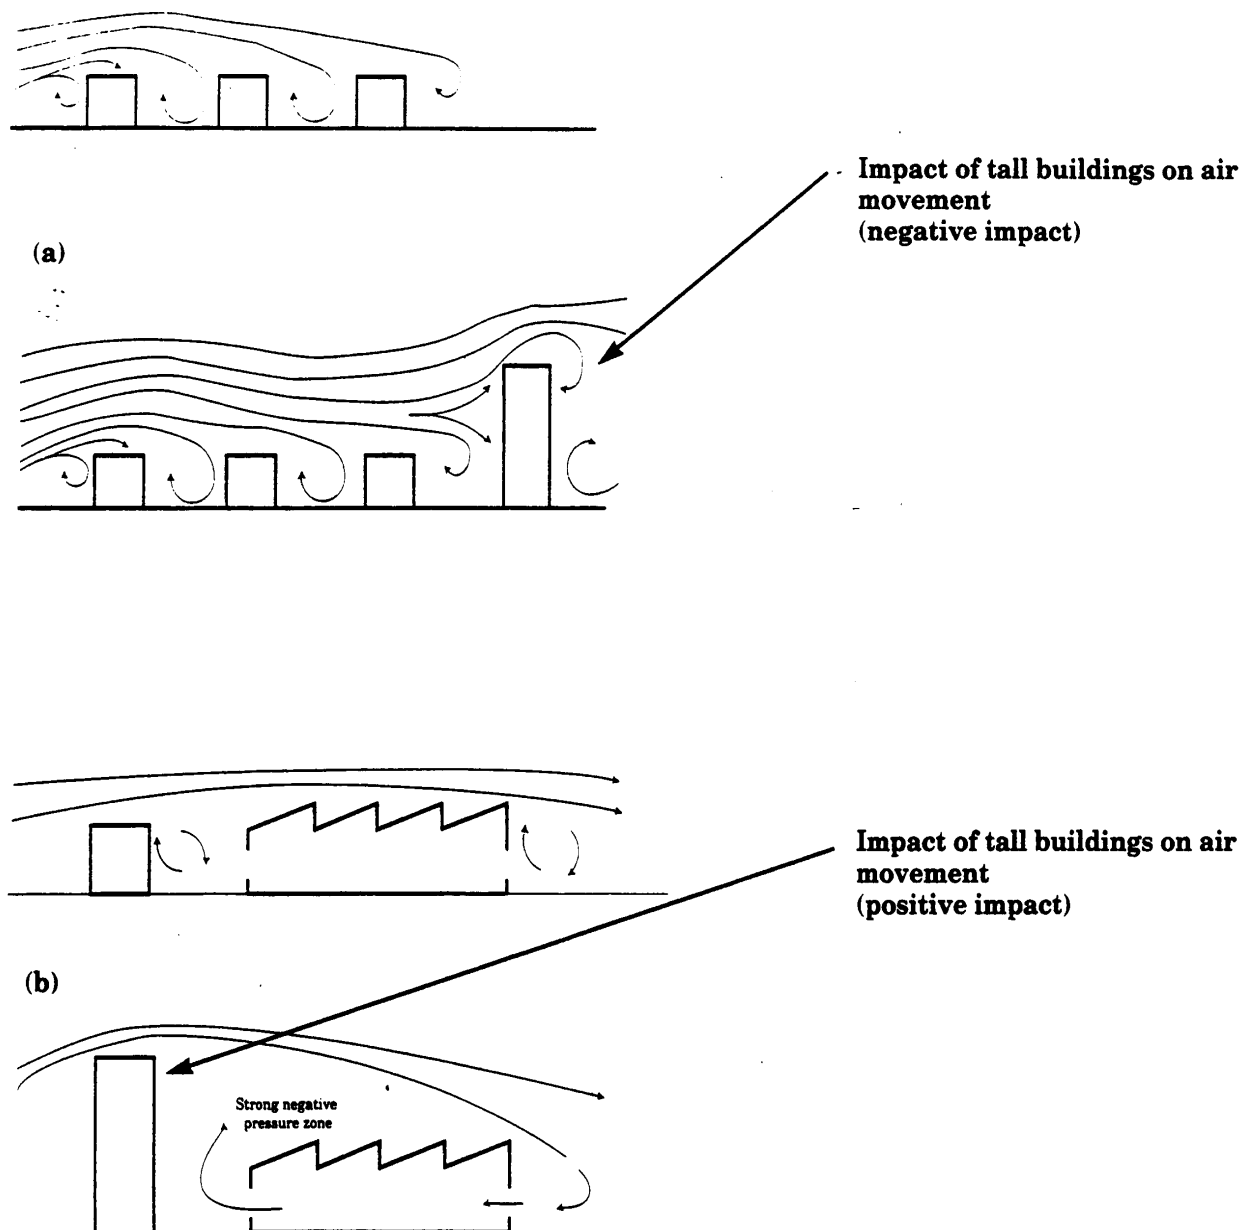 Impact of tall buildings on air
movement
(negative impact)
(a)
Impact of tall buildings on air
movement
(positive impact)
(b)
Strong negative
pressure zone